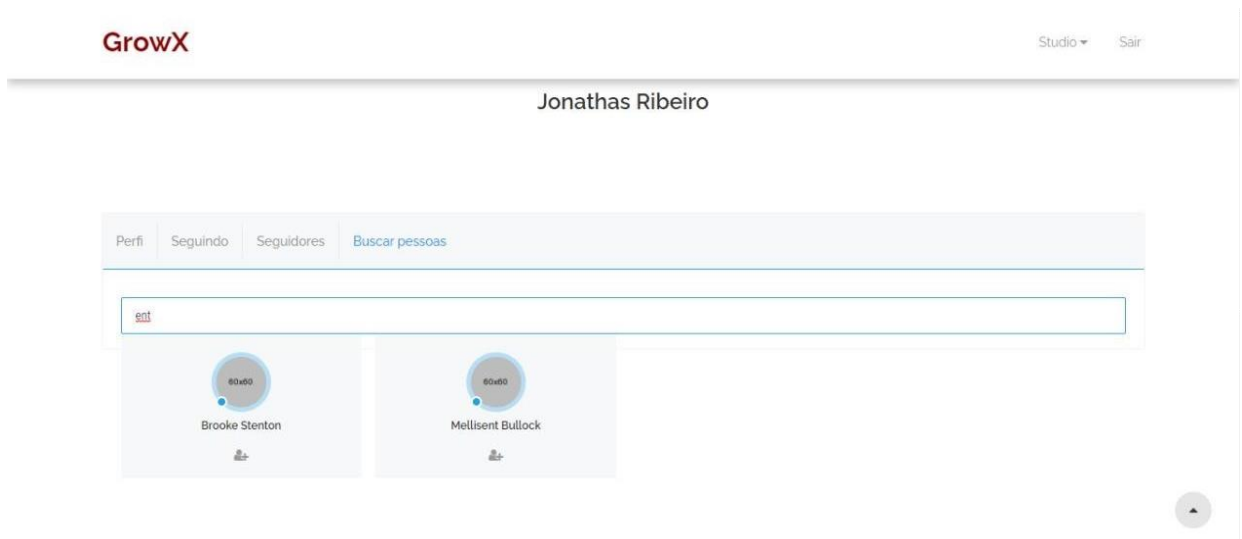 GrowX
Studio Sair
Jonathas Ribeiro
Perfi Seguindo Seguidores Buscar pessoas
ent
60x60 60x60
Brooke Stenton Mellisent Bullock